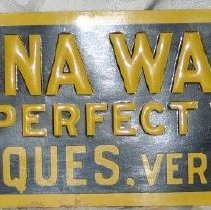 NA WA
PERFECT
QUES, VER